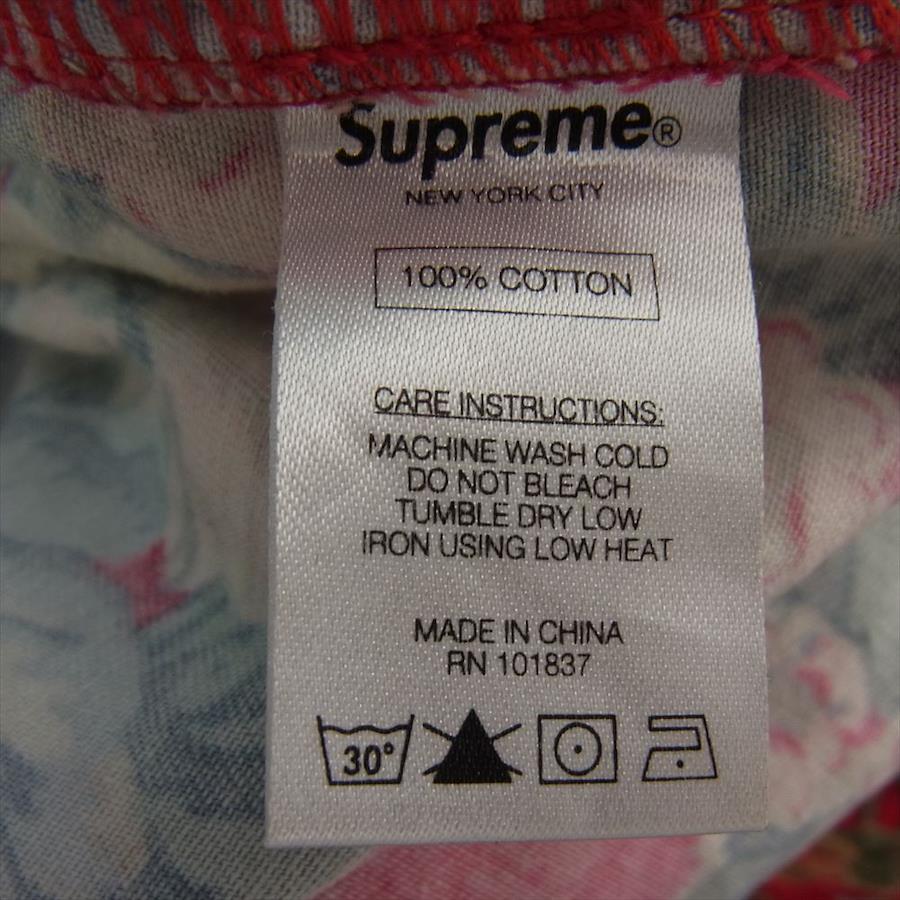 Supreme®
NEW YORK CITY
100% COTTON
CARE INSTRUCTIONS:
MACHINE WASH COLD
DO NOT BLEACH
TUMBLE DRY LOW
IRON USING LOW HEAT
MADE IN CHINA
RN 101837
30°